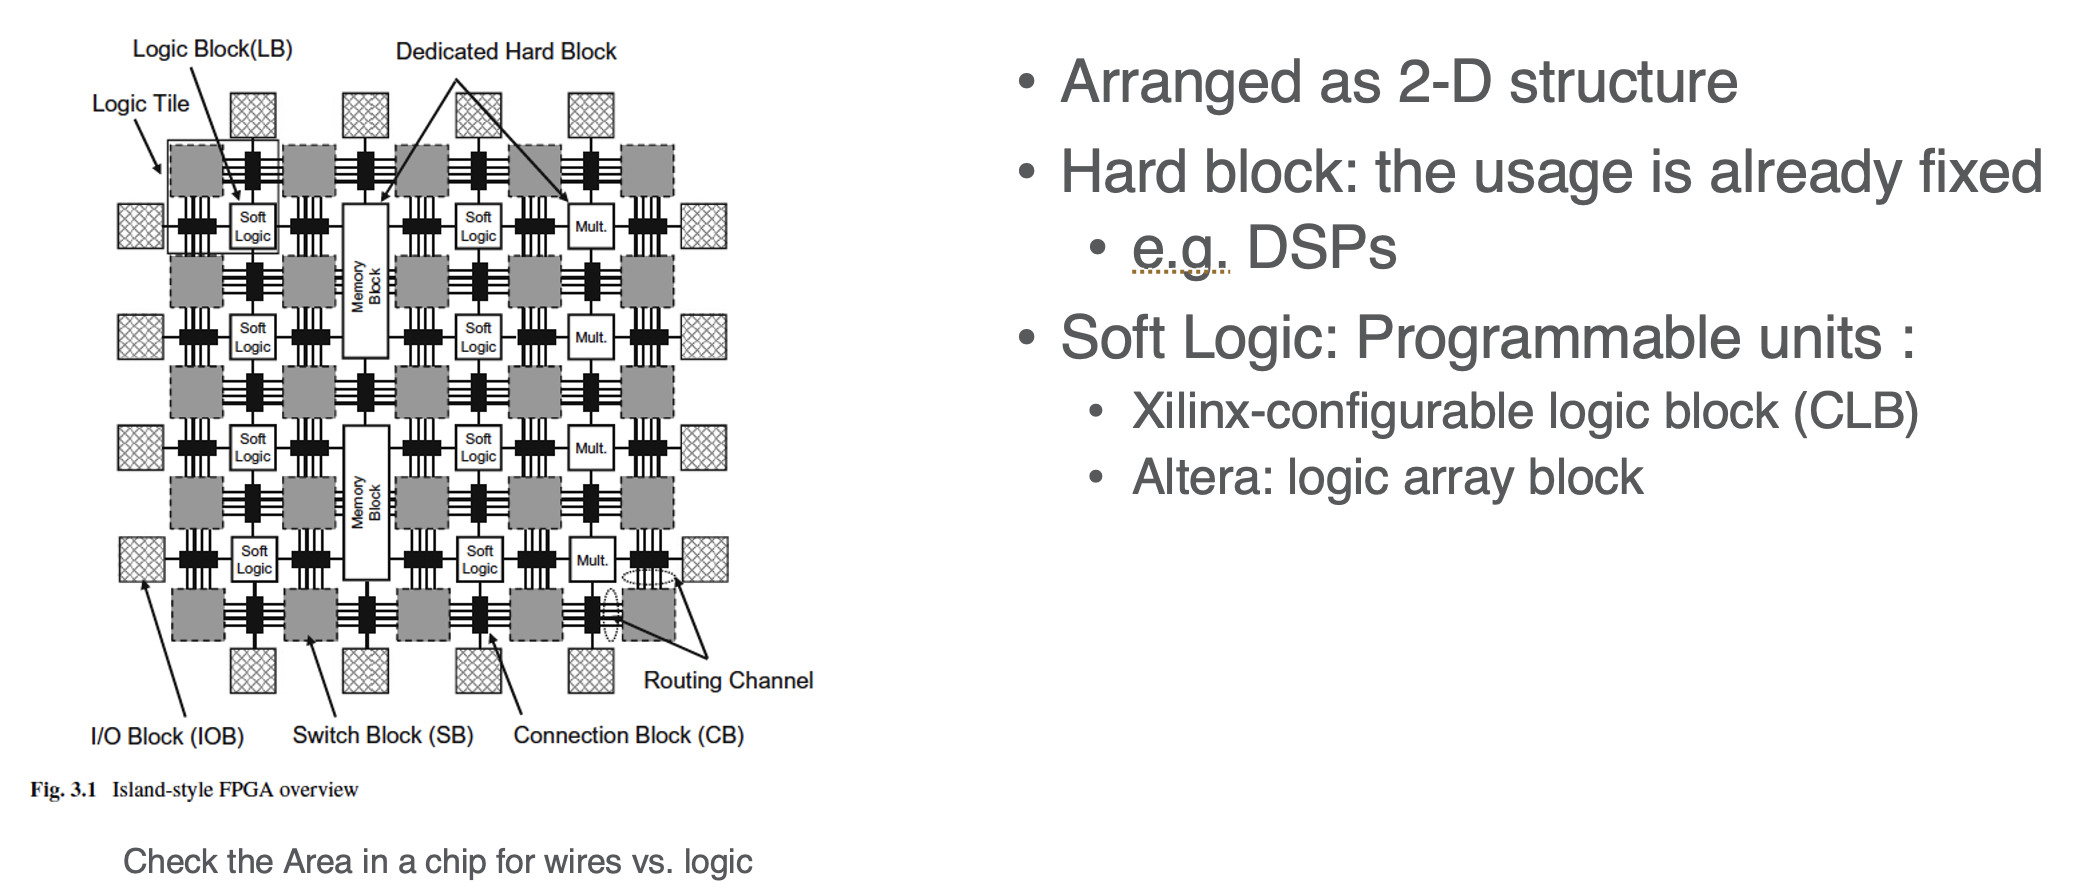 Logic Block(LB)
Dedicated Hard Block
Logic Tile
Soft
Logic
Memory
Block
Soft
Logic
Mult.
Soft
Logic
Soft
Logic
Mult.
Soft
Logic
Memory
Block
Soft
Logic
Mult.
Soft
Logic
Soft
Logic
Mult.
Routing Channel
I/O Block (IOB)
Switch Block (SB)
Connection Block (CB)
Fig. 3.1 Island-style FPGA overview
Check the Area in a chip for wires vs. logic
• Arranged as 2-D structure
• Hard block: the usage is already fixed
• e.g. DSPs
• Soft Logic: Programmable units :
• Xilinx-configurable logic block (CLB)
• Altera: logic array block